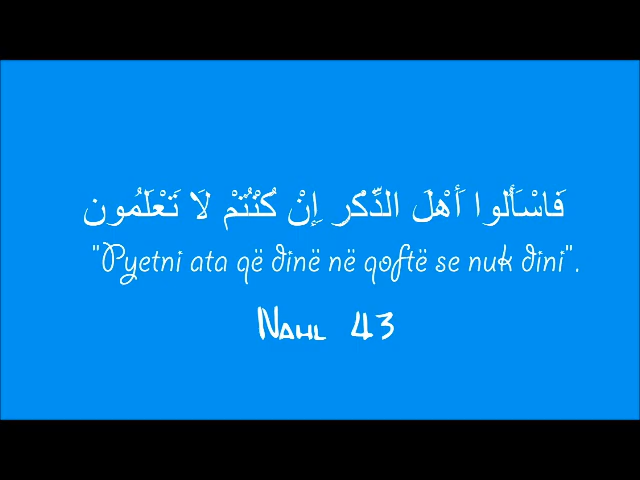 فَاسْأَلُوا أَهْلَ الذِّكْرِ إِنْ كُنْتُمْ لَا تَعْلَمُون
"Pyetni ata që dinë në qoftë se nuk dini".
Nahl 43